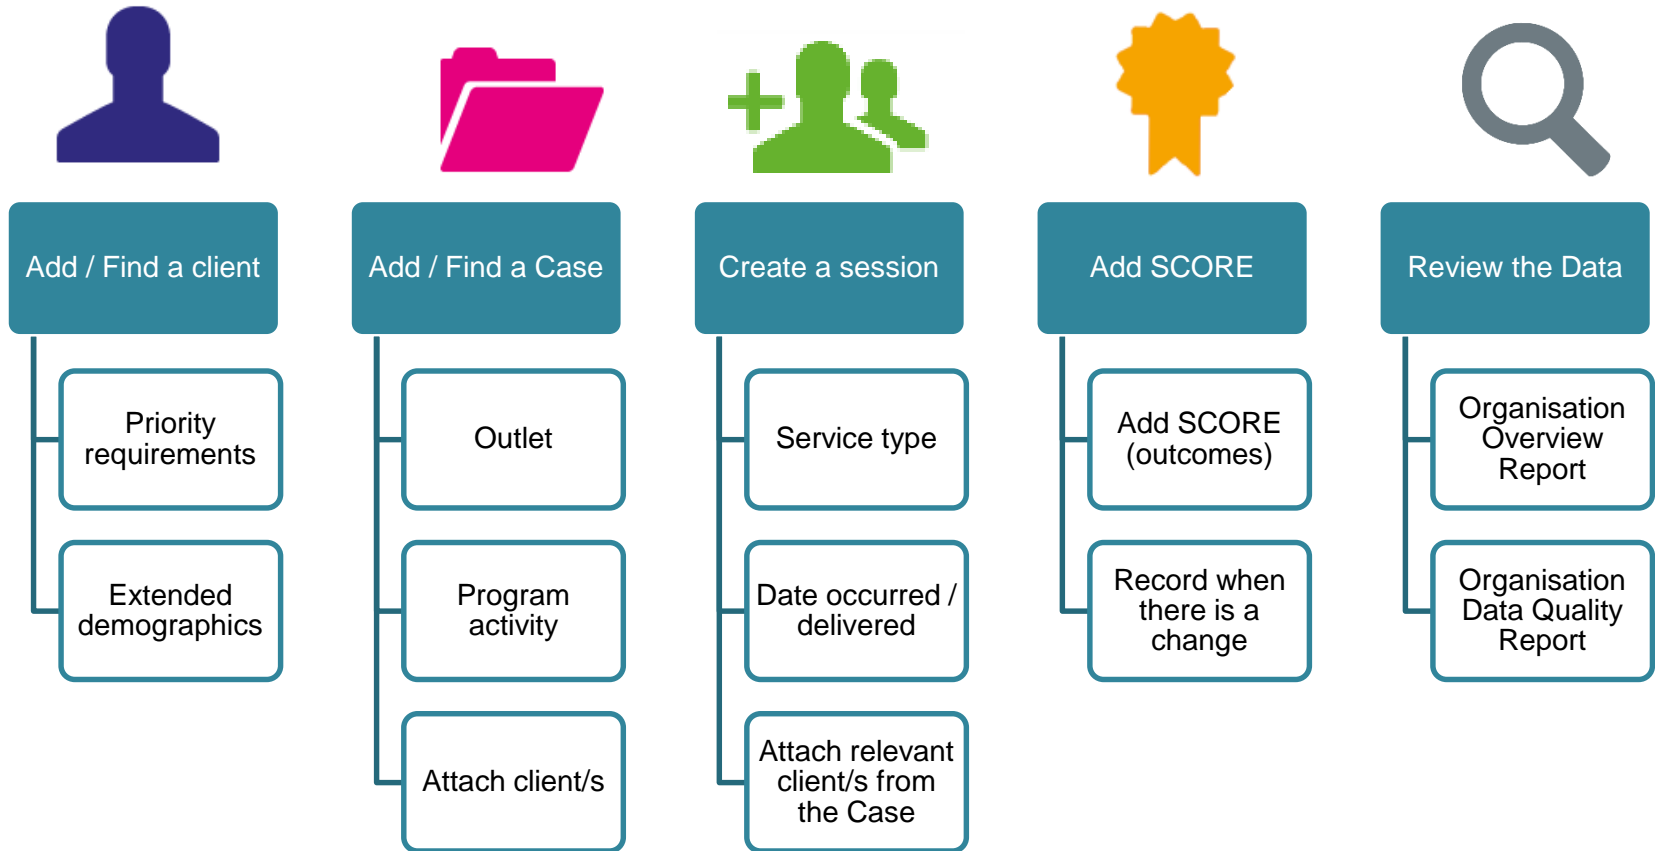 Add / Find a client
Priority
requirements
Extended
demographics
Add / Find a Case
Outlet
Program
activity
Attach client/s
Create a session
Service type
Date occurred /
delivered
Attach relevant
client/s from
the Case
Add SCORE
Add SCORE
(outcomes)
Record when
there is a
change
Review the Data
Organisation
Overview
Report
Organisation
Data Quality
Report